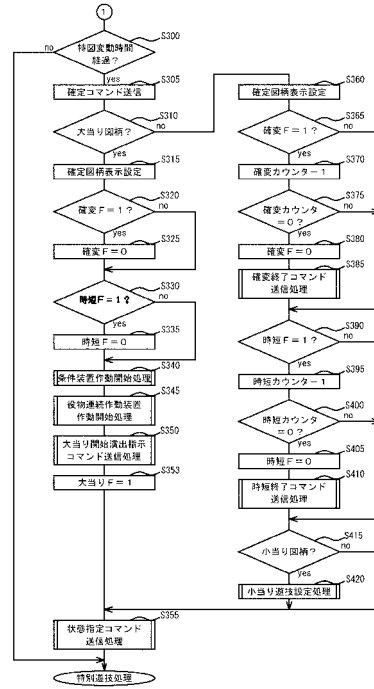 1
S300
特図変動時間
経過?
no
yes
S305
確定コマンド送信
S310
大当り図柄?
no
yes
S315
確定図柄表示設定
S320
確変F=1?
no
yes
S325
確変F=0
S330
時短F=1?
no
yes
S335
時短F=0
S340
条件装置作動開始処理
S345
役物連続作動装置
作動開始処理
S350
大当り開始演出指示
コマンド送信処理
S353
大当りF=1
S355
状態指定コマンド
送信処理
特別遊技処理
S360
確定図柄表示設定
S365
確変F=1?
no
yes
S370
確変カウンター1
S375
確変カウンタ
=0?
no
yes
S380
確変F=0
S385
確変終了コマンド
送信処理
S390
時短F=1?
no
yes
S395
時短カウンター1
S400
時短カウンタ
=0?
no
yes
S405
時短F=0
S410
時短終了コマンド
送信処理
S415
小当り図柄?
no
yes
S420
小当り遊技設定処理